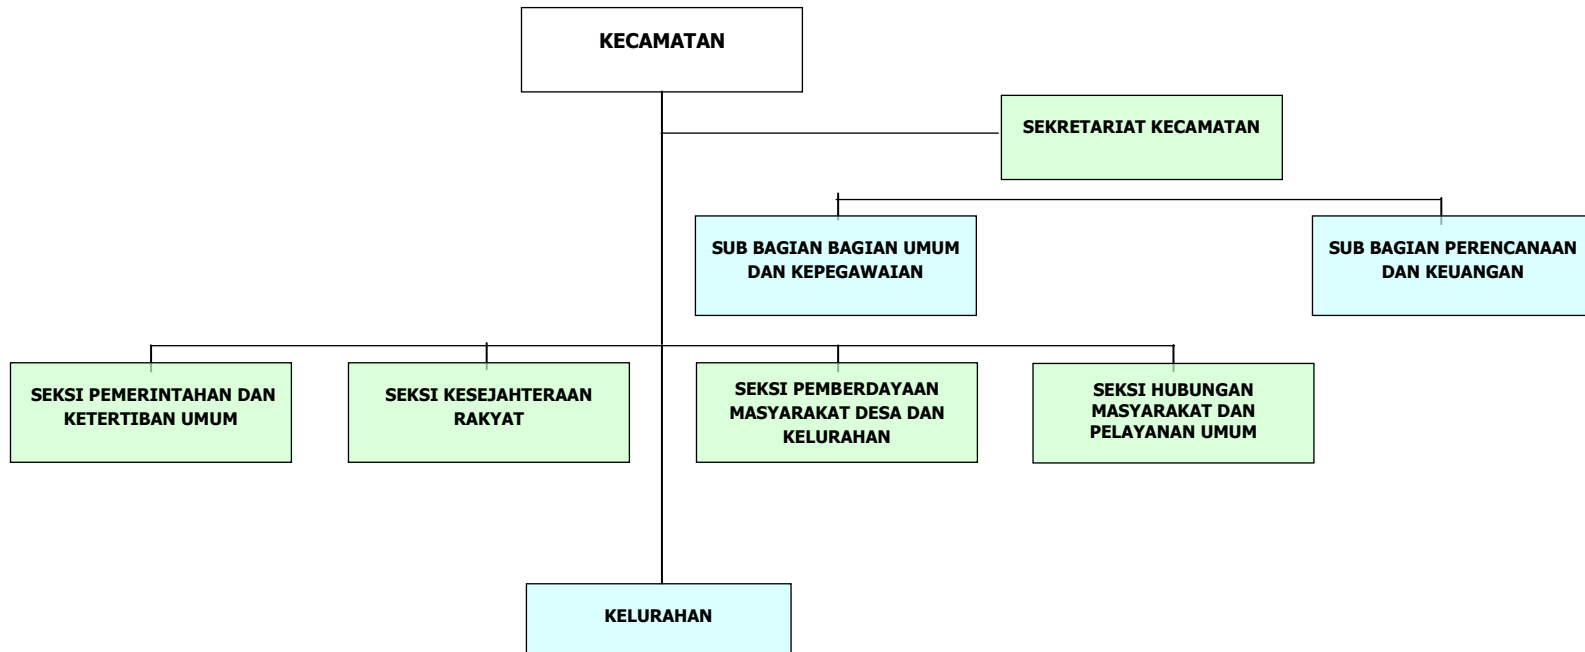 KECAMATAN
SEKRETARIAT KECAMATAN
SUB BAGIAN BAGIAN UMUM
DAN KEPEGAWAIAN
SUB BAGIAN PERENCANAAN
DAN KEUANGAN
SEKSI PEMERINTAHAN DAN
KETERTIBAN UMUM
SEKSI KESEJAHTERAAN
RAKYAT
SEKSI PEMBERDAYAAN
MASYARAKAT DESA DAN
KELURAHAN
SEKSI HUBUNGAN
MASYARAKAT DAN
PELAYANAN UMUM
KELURAHAN